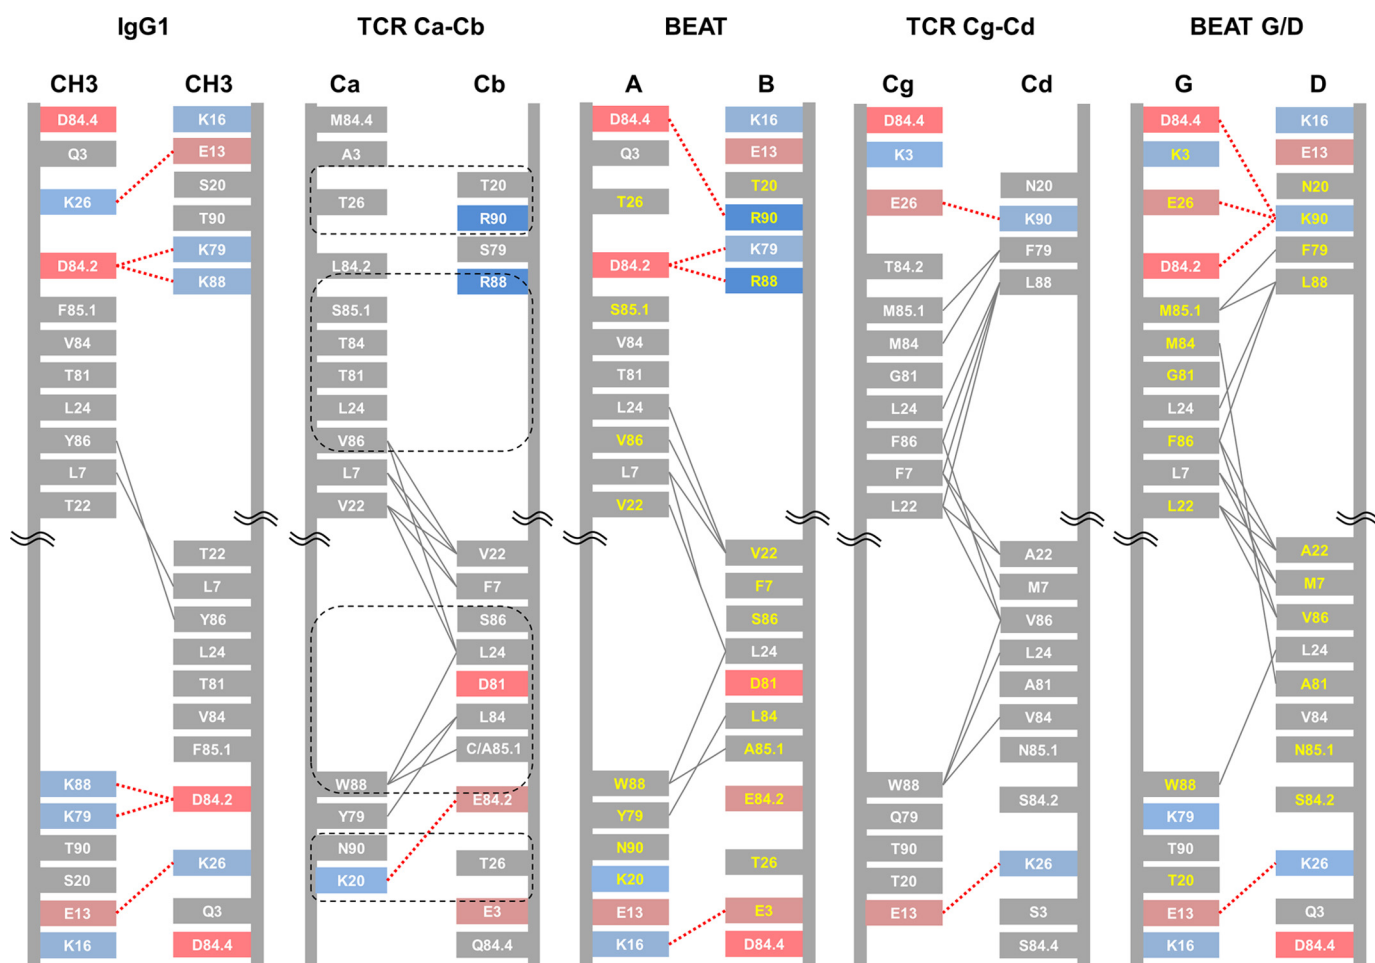 IgG1 TCR Ca-Cb BEAT TCR Cg-Cd BEAT G/D
CH3 CH3 Ca Cb A B Cg Cd G D
D84.4 K16 M84.4 D84.4 K16 D84.4 D84.4 K16
Q3 E13 A3 Q3 E13 K3 K3 E13
S20 T20 T20 N20 N20
K26 T26 T26 E26 E26
T90 R90 R90 K90 K90
K79 S79 K79 F79 F79
D84.2 L84.2 D84.2 T84.2 D84.2
K88 R88 R88 L88 L88
F85.1 S85.1 S85.1 M85.1 M85.1
V84 T84 V84 M84 M84
T81 T81 T81 G81 G81
L24 L24 L24 L24 L24
Y86 V86 V86 F86 F86
L7 L7 L7 F7 L7
T22 V22 V22 L22 L22
T22 V22 V22 A22 A22
L7 F7 F7 M7 M7
Y86 S86 S86 V86 V86
L24 L24 L24 L24 L24
T81 D81 D81 A81 A81
V84 L84 L84 V84 V84
F85.1 C/A85.1 A85.1 N85.1 N85.1
K88 W88 W88 W88 W88
D84.2 E84.2 E84.2 S84.2 S84.2
K79 Y79 Y79 Q79 K79
T90 N90 N90 T90 T90
K26 T26 T26 K26 K26
S20 K20 K20 T20 T20
E13 Q3 E3 E13 E3 E13 S3 E13 Q3
K16 D84.4 Q84.4 K16 D84.4 S84.4 K16 D84.4